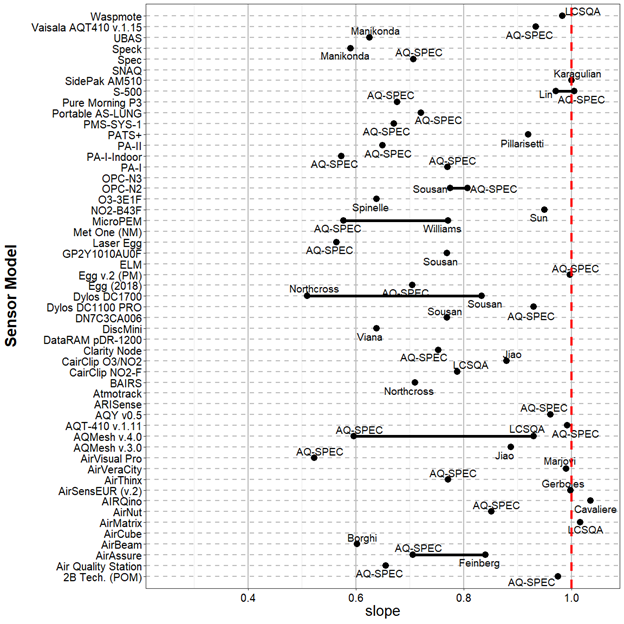 Sensor Model
Waspmote
LCSQA
Vaisala AQT410 v.1.15
AQ-SPEC
UBAS
Manikonda
Speck
Manikonda
Spec
AQ-SPEC
SNAQ
SidePak AM510
Karagulian
S-500
Lin
AQ-SPEC
Pure Morning P3
AQ-SPEC
Portable AS-LUNG
AQ-SPEC
PMS-SYS-1
AQ-SPEC
PATS+
Pillarisetti
PA-II
AQ-SPEC
PA-I-Indoor
AQ-SPEC
PA-I
AQ-SPEC
OPC-N3
OPC-N2
Sousan
AQ-SPEC
O3-3E1F
Spinelle
NO2-B43F
Sun
MicroPEM
AQ-SPEC
Williams
Met One (NM)
Laser Egg
AQ-SPEC
GP2Y1010AU0F
Sousan
ELM
Egg v.2 (PM)
AQ-SPEC
Egg (2018)
AQ-SPEC
Dylos DC1700
Northcross
Sousan
Dylos DC1100 PRO
AQ-SPEC
DN7C3CA006
Sousan
DiscMini
Viana
DataRAM pDR-1200
Clarity Node
AQ-SPEC
CairClip O3/NO2
Jiao
CairClip NO2-F
LCSQA
BAIRS
Northcross
Atmotrack
ARISense
AQY v0.5
AQ-SPEC
AQT-410 v.1.11
AQ-SPEC
AQMesh v.4.0
AQ-SPEC
LCSQA
AQMesh v.3.0
Jiao
AirVisual Pro
AQ-SPEC
AirVeraCity
Marjovi
AirThinx
AQ-SPEC
AirSensEUR (v.2)
Gerboles
AIRQino
Cavaliere
AirNut
AQ-SPEC
AirMatrix
LCSQA
AirCube
AirBeam
Borghi
AirAssure
AQ-SPEC
Feinberg
Air Quality Station
AQ-SPEC
2B Tech. (POM)
AQ-SPEC
0.4
0.6
0.8
1.0
slope